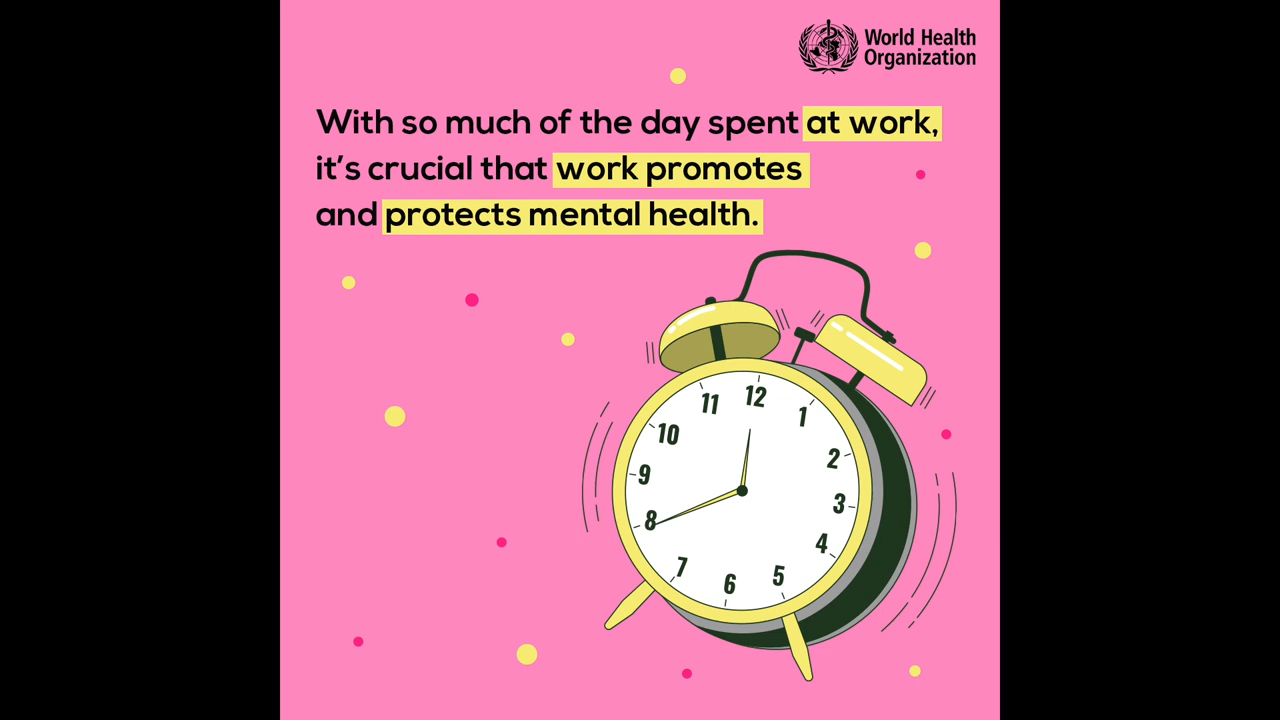 World Health
Organization
With so much of the day spent at work,
it's crucial that work promotes
and protects mental health.
12
11
1
10
2
9
3
8
4
7
5
6